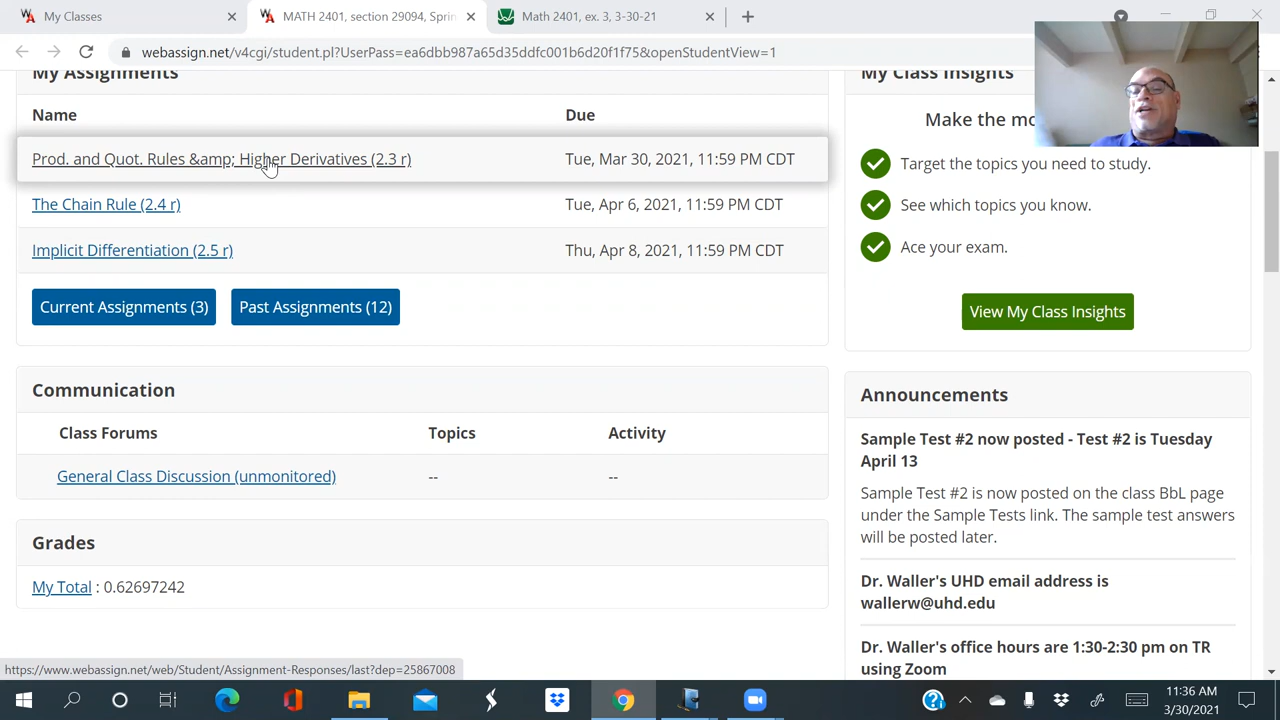 My Classes
MATH 2401, section 29094, Sprin
Math 2401, ex. 3, 3-30-21
webassign.net/v4cgi/student.pl?UserPass=ea6dbb987a65d35ddfc001b6d20f1f75&openStudentView=1
My Assignments
Name
Due
Prod. and Quot. Rules &amp; Higher Derivatives (2.3 r)
Tue, Mar 30, 2021, 11:59 PM CDT
The Chain Rule (2.4 r)
Tue, Apr 6, 2021, 11:59 PM CDT
Implicit Differentiation (2.5 r)
Thu, Apr 8, 2021, 11:59 PM CDT
Current Assignments (3)
Past Assignments (12)
Communication
Class Forums
Topics
Activity
General Class Discussion (unmonitored)
--
--
Grades
My Total : 0.62697242
My Class Insights
Make the mo
Target the topics you need to study.
See which topics you know.
Ace your exam.
View My Class Insights
Announcements
Sample Test #2 now posted - Test #2 is Tuesday
April 13
Sample Test #2 is now posted on the class BbL page
under the Sample Tests link. The sample test answers
will be posted later.
Dr. Waller's UHD email address is
wallerw@uhd.edu
Dr. Waller's office hours are 1:30-2:30 pm on TR
using Zoom
https://www.webassign.net/web/Student/Assignment-Responses/last?dep=25867008
11:36 AM
3/30/2021